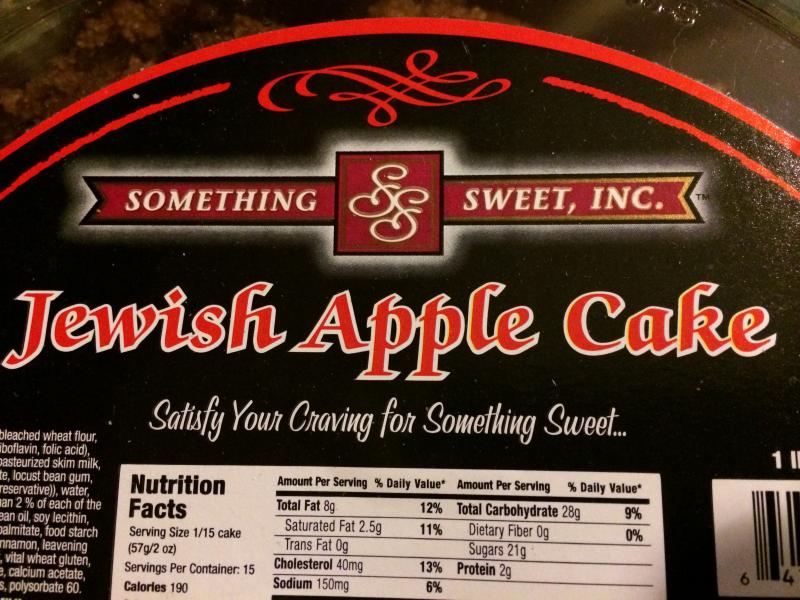 SOMETHING SWEET, INC. ™
Jewish Apple Cake
Satisfy Your Craving for Something Sweet...
bleached wheat flour,
iboflavin, folic acid),
pasteurized skim milk,
te, locust bean gum,
reservative)), water,
an 2 % of each of the
ean oil, soy lecithin,
palmitate, food starch
nnamon, leavening
, vital wheat gluten,
e, calcium acetate,
s, polysorbate 60.
Nutrition
Facts
Serving Size 1/15 cake
(57g/2 oz)
Servings Per Container: 15
Calories 190
Amount Per Serving % Daily Value*
Total Fat 8g 12%
Saturated Fat 2.5g 11%
Trans Fat 0g
Cholesterol 40mg 13%
Sodium 150mg 6%
Amount Per Serving % Daily Value*
Total Carbohydrate 28g 9%
Dietary Fiber 0g 0%
Sugars 21g
Protein 2g
1
6 4